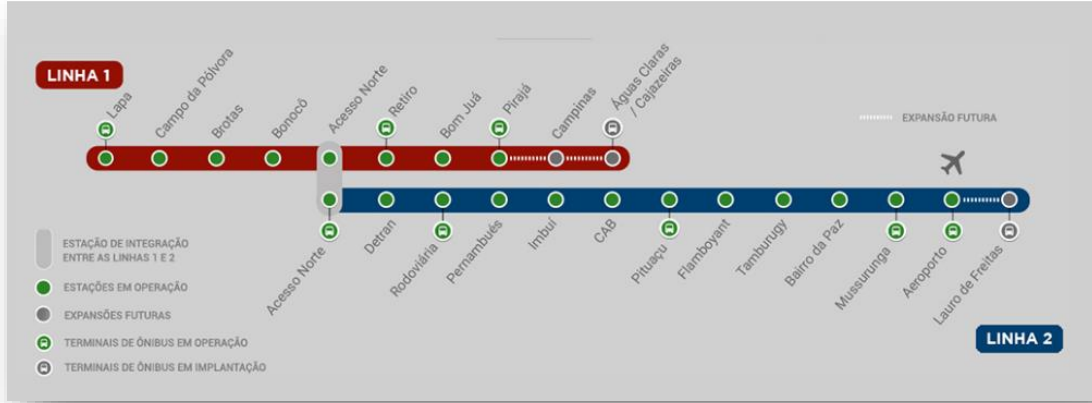 LINHA 1
Lapa
Campo da Pólvora
Brotas
Bonocô
Acesso Norte
Retiro
Bom Juá
Pirajá
Campinas
Águas Claras
/ Cajazeiras
EXPANSÃO FUTURA
Acesso Norte
Detran
Rodoviária
Pernambués
Imbuí
CAB
Pituaçu
Flamboyant
Tamburugy
Bairro da Paz
Mussurunga
Aeroporto
Lauro de Freitas
ESTAÇÃO DE INTEGRAÇÃO
ENTRE AS LINHAS 1 E 2
ESTAÇÕES EM OPERAÇÃO
EXPANSÕES FUTURAS
TERMINAIS DE ÔNIBUS EM OPERAÇÃO
TERMINAIS DE ÔNIBUS EM IMPLANTAÇÃO
LINHA 2